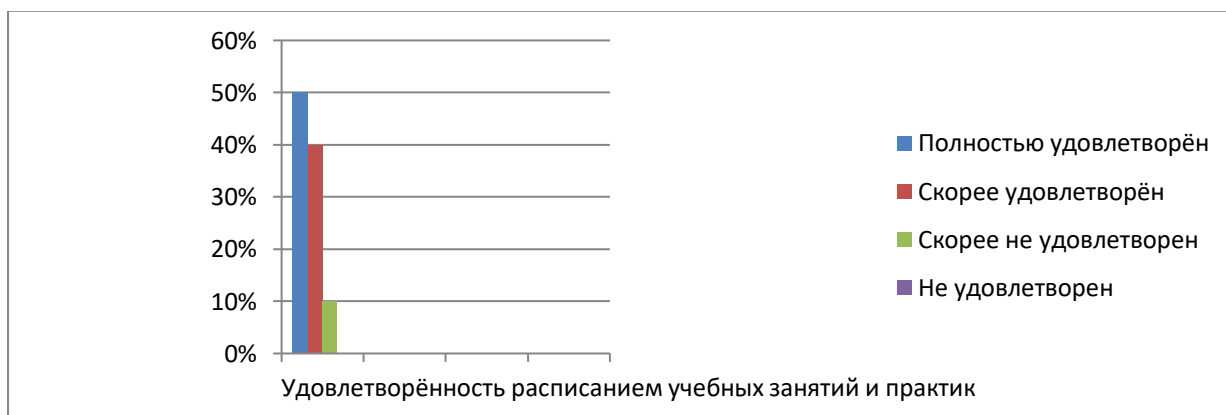 60%
50%
40%
30%
20%
10%
0%
Удовлетворённость расписанием учебных занятий и практик
Полностью удовлетворён
Скорее удовлетворён
Скорее не удовлетворен
Не удовлетворен